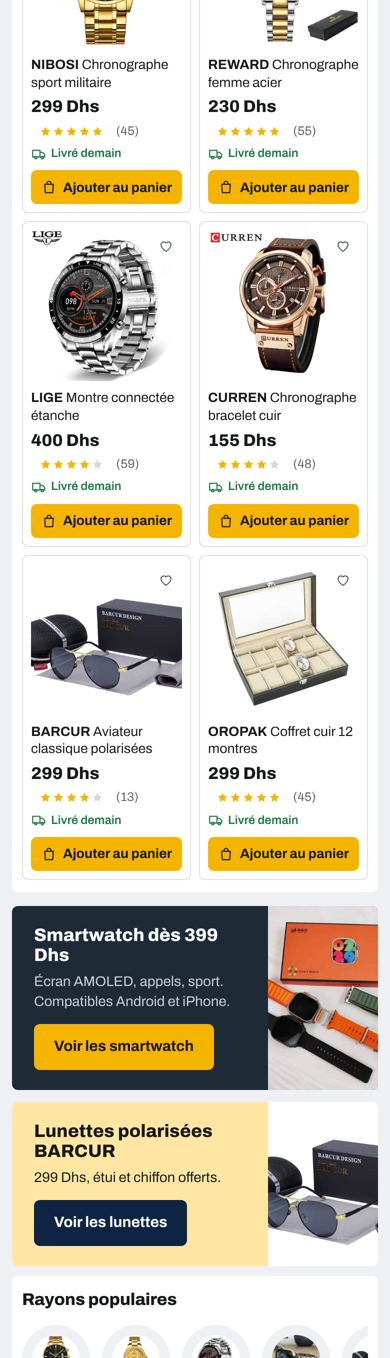 NIBOSI Chronographe
sport militaire
299 Dhs
(45)
Livré demain
Ajouter au panier
REWARD Chronographe
femme acier
230 Dhs
(55)
Livré demain
Ajouter au panier
LIGE
LIGE Montre connectée
étanche
400 Dhs
(59)
Livré demain
Ajouter au panier
CURREN
CURREN
CURREN Chronographe
bracelet cuir
155 Dhs
(48)
Livré demain
Ajouter au panier
BARCUR DESIGN
BARCUR
BARCUR Aviateur
classique polarisées
299 Dhs
(13)
Livré demain
Ajouter au panier
OROPAK Coffret cuir 12
montres
299 Dhs
(45)
Livré demain
Ajouter au panier
Smartwatch dès 399
Dhs
Écran AMOLED, appels, sport.
Compatibles Android et iPhone.
Voir les smartwatch
Lunettes polarisées
BARCUR
299 Dhs, étui et chiffon offerts.
Voir les lunettes
BARCUR DESIGN
Rayons populaires